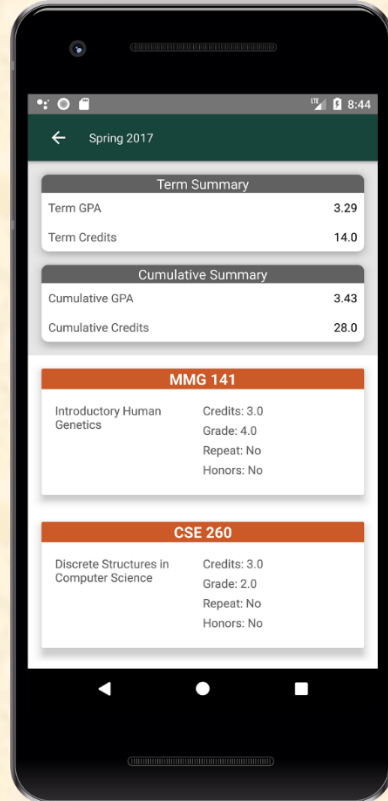 LTE 8:44
Spring 2017
Term Summary
Term GPA 3.29
Term Credits 14.0
Cumulative Summary
Cumulative GPA 3.43
Cumulative Credits 28.0
MMG 141
Introductory Human
Genetics
Credits: 3.0
Grade: 4.0
Repeat: No
Honors: No
CSE 260
Discrete Structures in
Computer Science
Credits: 3.0
Grade: 2.0
Repeat: No
Honors: No